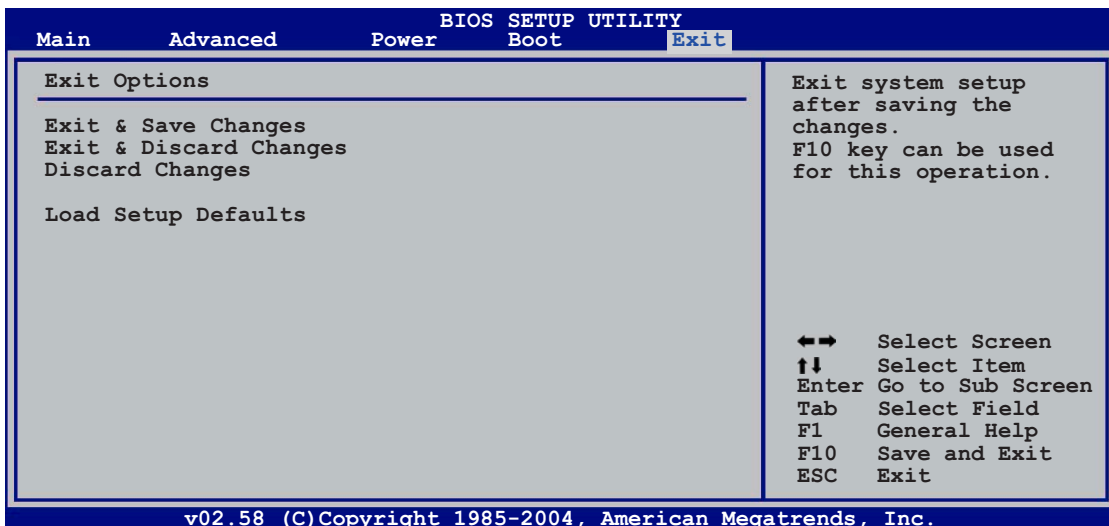 BIOS SETUP UTILITY
Main Advanced Power Boot Exit
Exit Options
Exit & Save Changes
Exit & Discard Changes
Discard Changes
Load Setup Defaults
Exit system setup
after saving the
changes.
F10 key can be used
for this operation.
←→ Select Screen
↑↓ Select Item
Enter Go to Sub Screen
Tab Select Field
F1 General Help
F10 Save and Exit
ESC Exit
v02.58 (C)Copyright 1985-2004, American Megatrends, Inc.